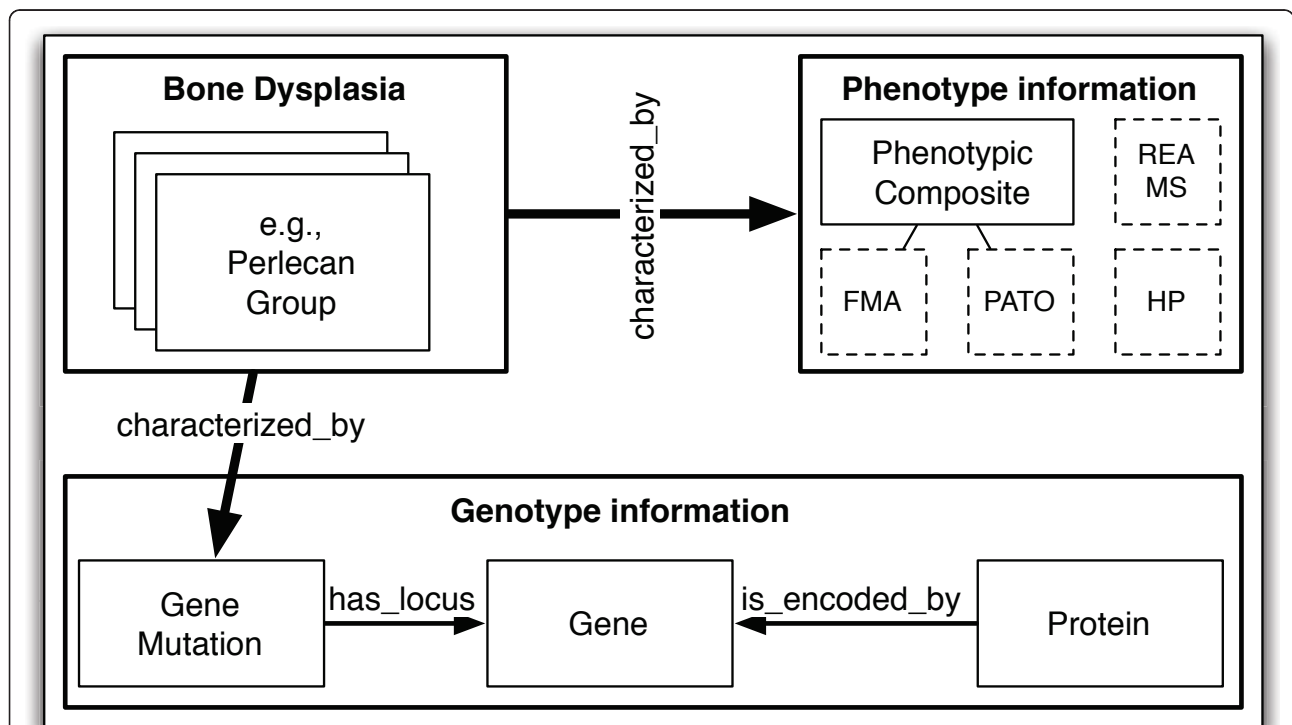 Bone Dysplasia
e.g.,
Perlecan
Group
characterized_by
Phenotype information
Phenotypic
Composite
REA
MS
FMA
PATO
HP
characterized_by
Genotype information
Gene
Mutation
has_locus
Gene
is_encoded_by
Protein